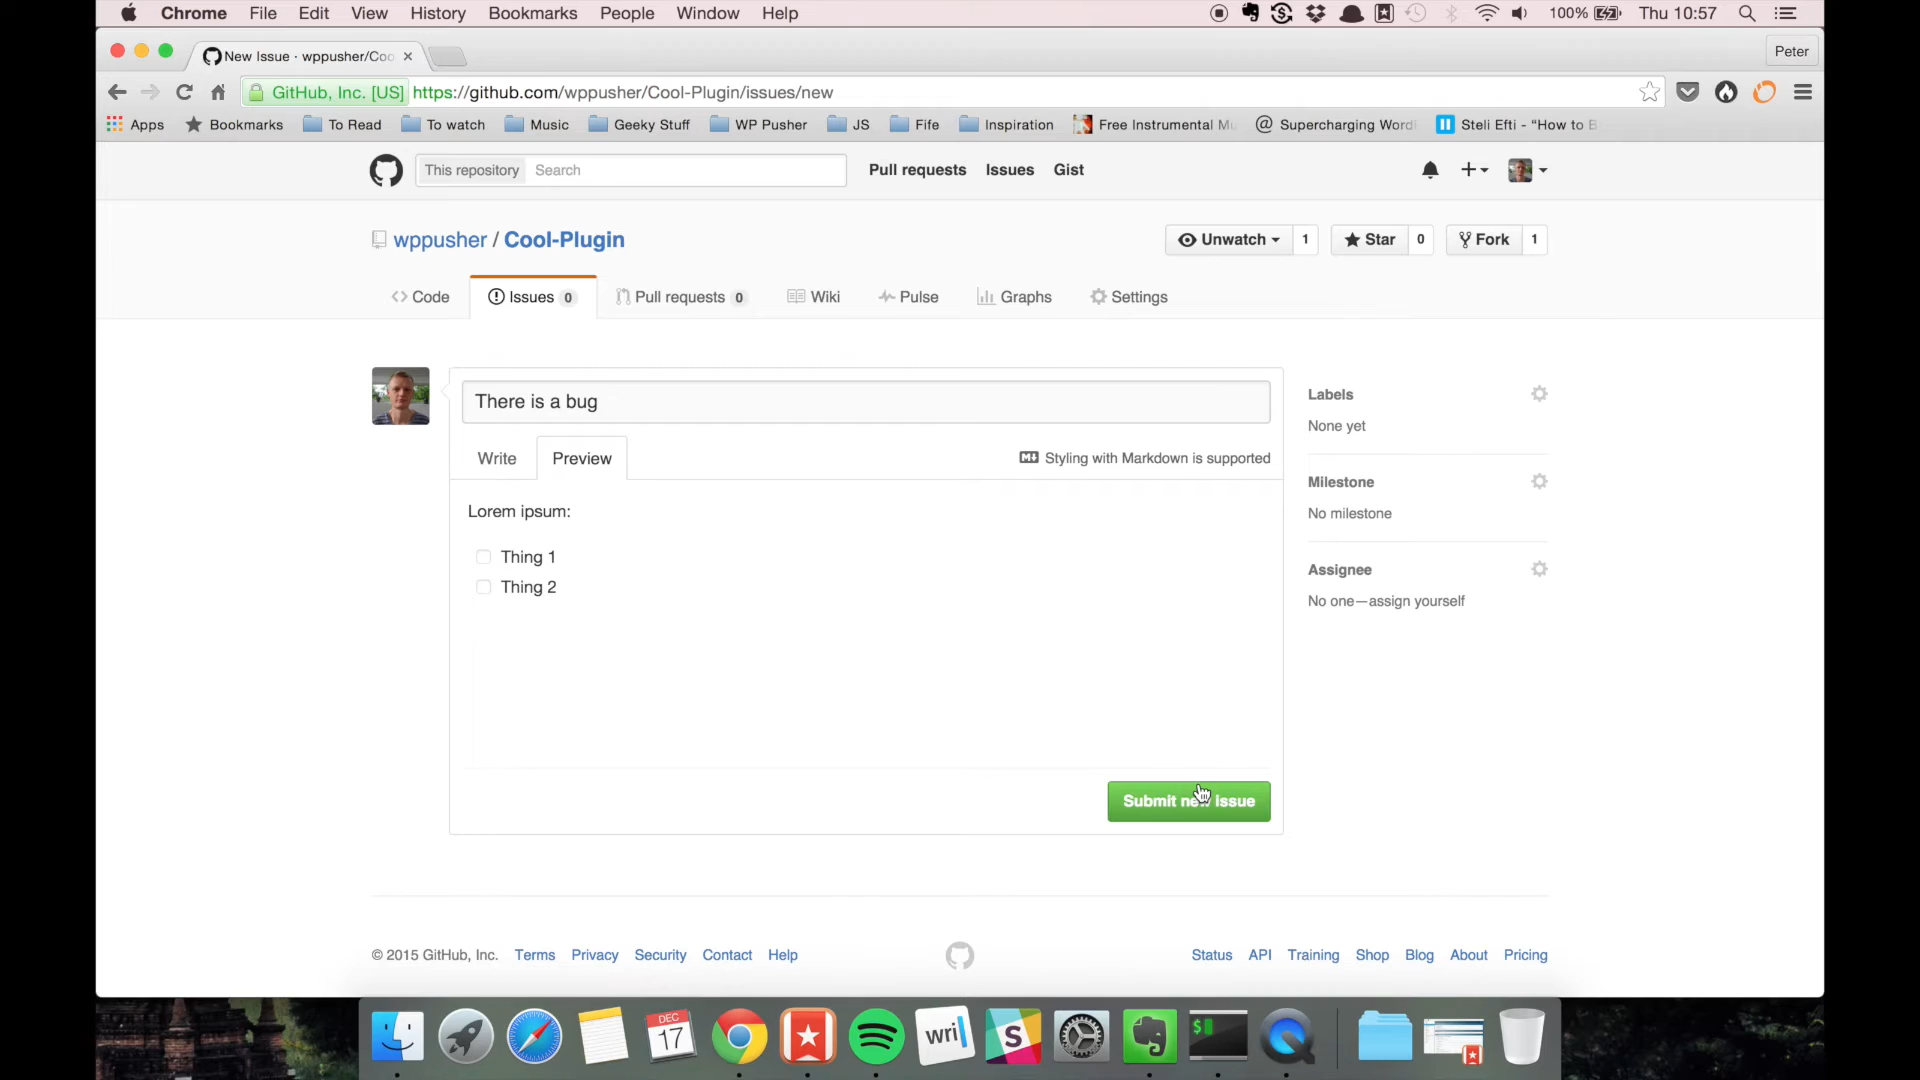 Chrome File Edit View History Bookmarks People Window Help 100% Thu 10:57
New Issue · wppusher/Coo Peter
GitHub, Inc. [US] https://github.com/wppusher/Cool-Plugin/issues/new
Apps Bookmarks To Read To watch Music Geeky Stuff WP Pusher JS Fife Inspiration Free Instrumental Mu Supercharging Word Steli Efti - “How to B
This repository Search Pull requests Issues Gist
wppusher / Cool-Plugin Unwatch 1 Star 0 Fork 1
Code Issues 0 Pull requests 0 Wiki Pulse Graphs Settings
There is a bug
Labels
None yet
Write Preview Styling with Markdown is supported
Milestone
No milestone
Lorem ipsum:
Thing 1
Thing 2
Assignee
No one—assign yourself
Submit new issue
© 2015 GitHub, Inc. Terms Privacy Security Contact Help Status API Training Shop Blog About Pricing
DEC
17
wri
S
$